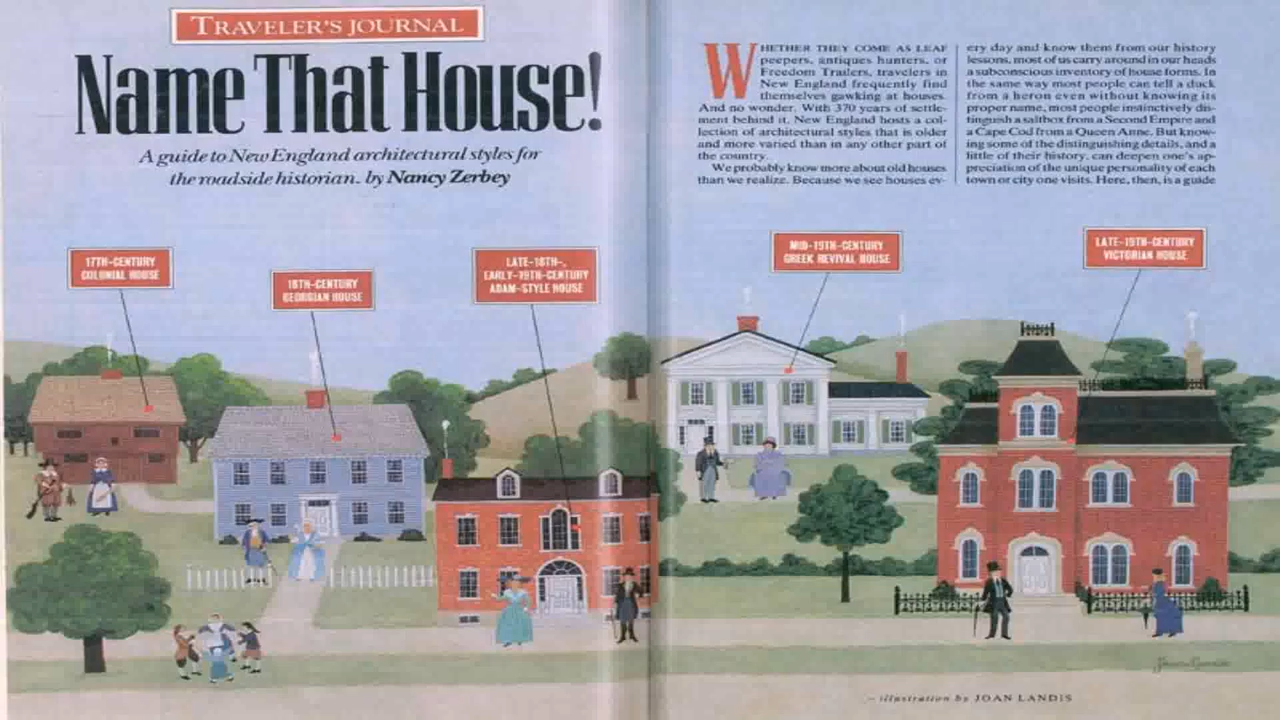 TRAVELER'S JOURNAL
Name That House!
A guide to New England architectural styles for
the roadside historian. by Nancy Zerbey
WHETHER THEY COME AS LEAF
peepers, antiques hunters, or
Freedom Trailers, travelers in
New England frequently find
themselves gawking at houses.
And no wonder. With 370 years of settle-
ment behind it, New England hosts a col-
lection of architectural styles that is older
and more varied than in any other part of
the country.
We probably know more about old houses
than we realize. Because we see houses ev-
ery day and know them from our history
lessons, most of us carry around in our heads
a subconscious inventory of house forms. In
the same way most people can tell a duck
from a heron even without knowing its
proper name, most people instinctively dis-
tinguish a saltbox from a Second Empire and
a Cape Cod from a Queen Anne. But know-
ing some of the distinguishing details, and a
little of their history, can deepen one's ap-
preciation of the unique personality of each
town or city one visits. Here, then, is a guide
17TH-CENTURY
COLONIAL HOUSE
18TH-CENTURY
GEORGIAN HOUSE
LATE-18TH-,
EARLY-19TH-CENTURY
ADAM-STYLE HOUSE
MID-19TH-CENTURY
GREEK REVIVAL HOUSE
LATE-19TH-CENTURY
VICTORIAN HOUSE
– illustration by JOAN LANDIS